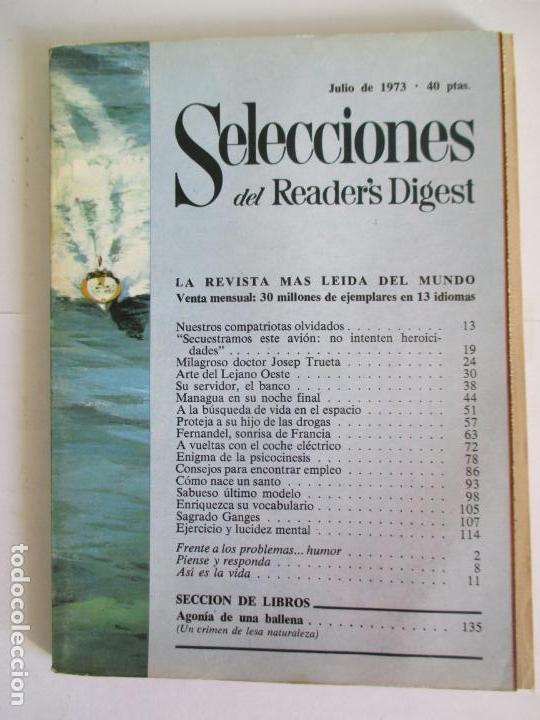 Julio de 1973 · 40 ptas.
Selecciones
del Reader's Digest
LA REVISTA MAS LEIDA DEL MUNDO
Venta mensual: 30 millones de ejemplares en 13 idiomas
Nuestros compatriotas olvidados . . . . . . . . . . 13
"Secuestramos este avión: no intenten heroici-
dades" . . . . . . . . . . . . . . . . . . 19
Milagroso doctor Josep Trueta . . . . . . . . . . 24
Arte del Lejano Oeste . . . . . . . . . . . . . 30
Su servidor, el banco . . . . . . . . . . . . . 38
Managua en su noche final . . . . . . . . . . . 44
A la búsqueda de vida en el espacio . . . . . . . . 51
Proteja a su hijo de las drogas . . . . . . . . . . 57
Fernandel, sonrisa de Francia . . . . . . . . . . 63
A vueltas con el coche eléctrico . . . . . . . . . 72
Enigma de la psicocinesis . . . . . . . . . . . 78
Consejos para encontrar empleo . . . . . . . . . 86
Cómo nace un santo . . . . . . . . . . . . . 93
Sabueso último modelo . . . . . . . . . . . . 98
Enriquezca su vocabulario . . . . . . . . . . . 105
Sagrado Ganges . . . . . . . . . . . . . . . 107
Ejercicio y lucidez mental . . . . . . . . . . . 114
Frente a los problemas... humor . . . . . . . . . 2
Piense y responda . . . . . . . . . . . . . . 8
Así es la vida . . . . . . . . . . . . . . . . 11
SECCION DE LIBROS
Agonía de una ballena . . . . . . . . . . . . . 135
(Un crimen de lesa naturaleza)
todocoleccion